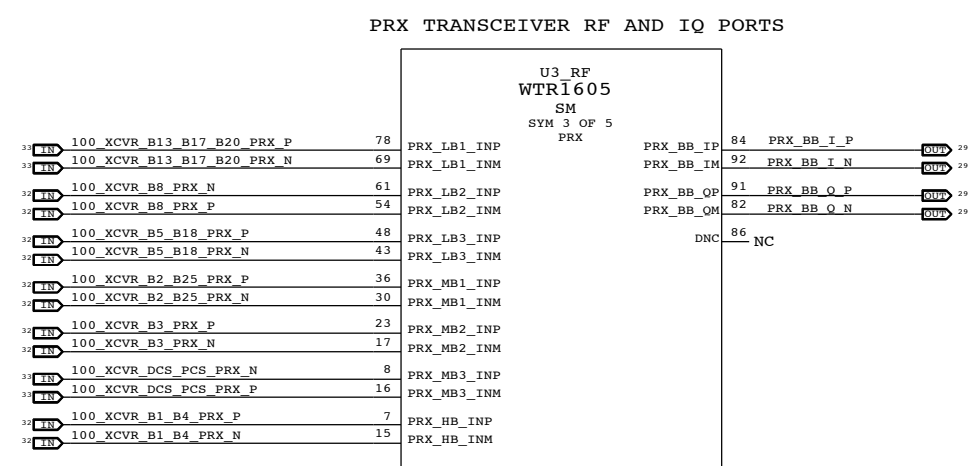 PRX TRANSCEIVER RF AND IQ PORTS
U3_RF
WTR1605
SM
SYM 3 OF 5
PRX
33 IN 100_XCVR_B13_B17_B20_PRX_P 78 PRX_LB1_INP PRX_BB_IP 84 PRX_BB_I_P OUT 29
33 IN 100_XCVR_B13_B17_B20_PRX_N 69 PRX_LB1_INM PRX_BB_IM 92 PRX_BB_I_N OUT 29
32 IN 100_XCVR_B8_PRX_N 61 PRX_LB2_INP PRX_BB_QP 91 PRX_BB_Q_P OUT 29
32 IN 100_XCVR_B8_PRX_P 54 PRX_LB2_INM PRX_BB_QM 82 PRX_BB_Q_N OUT 29
32 IN 100_XCVR_B5_B18_PRX_P 48 PRX_LB3_INP DNC 86 NC
32 IN 100_XCVR_B5_B18_PRX_N 43 PRX_LB3_INM
32 IN 100_XCVR_B2_B25_PRX_P 36 PRX_MB1_INP
32 IN 100_XCVR_B2_B25_PRX_N 30 PRX_MB1_INM
32 IN 100_XCVR_B3_PRX_P 23 PRX_MB2_INP
32 IN 100_XCVR_B3_PRX_N 17 PRX_MB2_INM
33 IN 100_XCVR_DCS_PCS_PRX_N 8 PRX_MB3_INP
33 IN 100_XCVR_DCS_PCS_PRX_P 16 PRX_MB3_INM
32 IN 100_XCVR_B1_B4_PRX_P 7 PRX_HB_INP
32 IN 100_XCVR_B1_B4_PRX_N 15 PRX_HB_INM